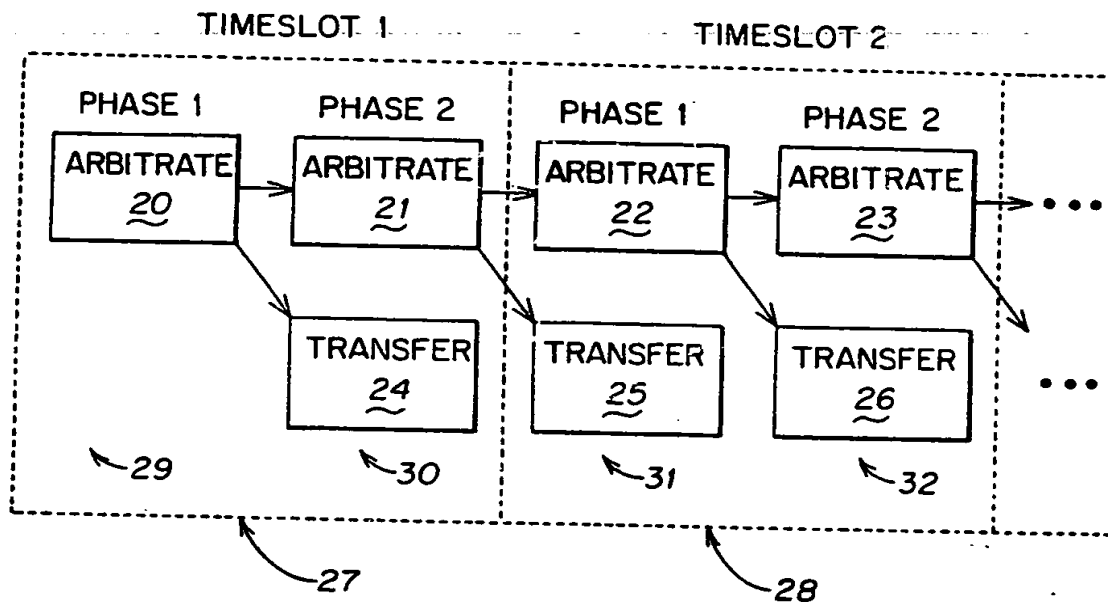 TIMESLOT 1
TIMESLOT 2
PHASE 1
PHASE 2
PHASE 1
PHASE 2
ARBITRATE
20
ARBITRATE
21
ARBITRATE
22
ARBITRATE
23
•••
TRANSFER
24
TRANSFER
25
TRANSFER
26
•••
29
30
31
32
27
28